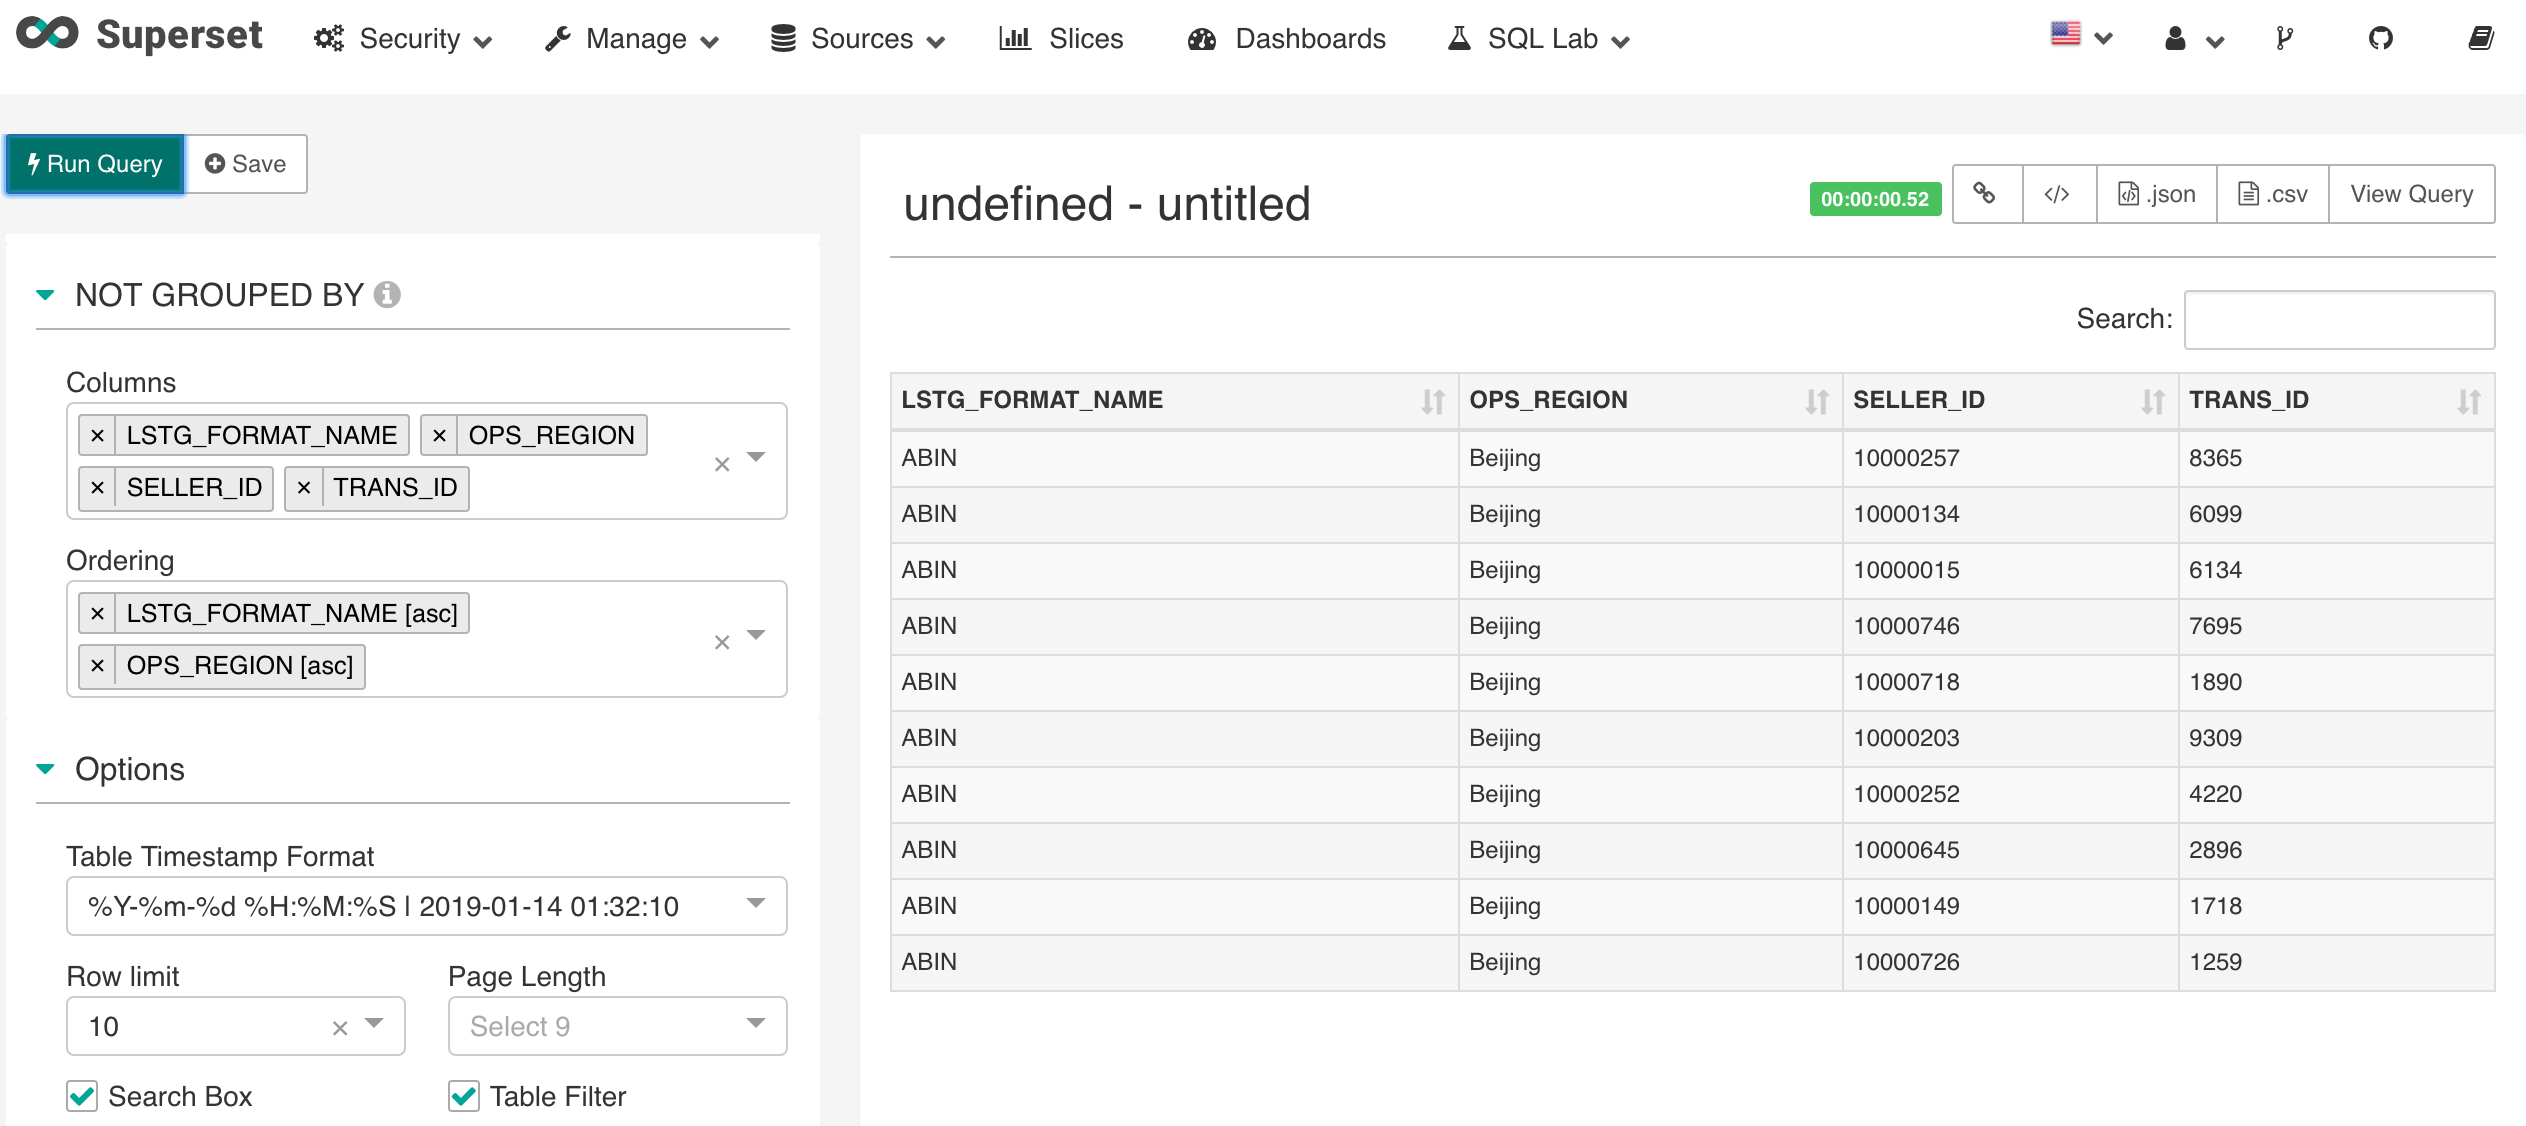 Superset Security Manage Sources Slices Dashboards SQL Lab
Run Query Save
NOT GROUPED BY
Columns
× LSTG_FORMAT_NAME × OPS_REGION
× SELLER_ID × TRANS_ID
Ordering
× LSTG_FORMAT_NAME [asc]
× OPS_REGION [asc]
Options
Table Timestamp Format
%Y-%m-%d %H:%M:%S | 2019-01-14 01:32:10
Row limit Page Length
10 Select 9
Search Box Table Filter
undefined - untitled 00:00:00.52 </> .json .csv View Query
Search:
LSTG_FORMAT_NAME OPS_REGION SELLER_ID TRANS_ID
ABIN Beijing 10000257 8365
ABIN Beijing 10000134 6099
ABIN Beijing 10000015 6134
ABIN Beijing 10000746 7695
ABIN Beijing 10000718 1890
ABIN Beijing 10000203 9309
ABIN Beijing 10000252 4220
ABIN Beijing 10000645 2896
ABIN Beijing 10000149 1718
ABIN Beijing 10000726 1259